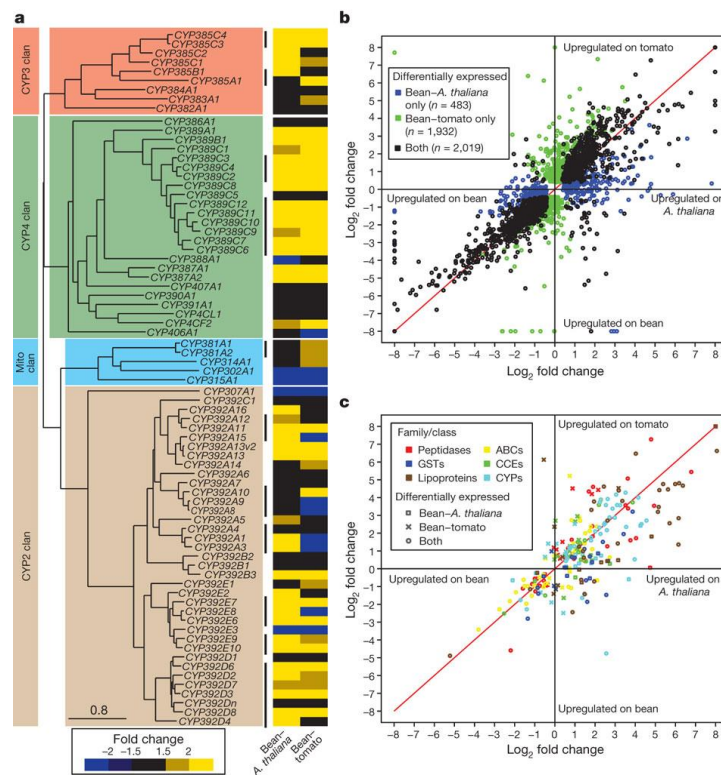 a
CYP3 clan
CYP385C4
CYP385C3
CYP385C2
CYP385C1
CYP385B1
CYP385A1
CYP384A1
CYP383A1
CYP382A1
CYP4 clan
CYP386A1
CYP389A1
CYP389B1
CYP389C1
CYP389C3
CYP389C4
CYP389C2
CYP389C8
CYP389C5
CYP389C12
CYP389C11
CYP389C10
CYP389C9
CYP389C7
CYP389C6
CYP388A1
CYP387A1
CYP387A2
CYP407A1
CYP390A1
CYP391A1
CYP4CL1
CYP4CF2
CYP406A1
Mito
clan
CYP381A1
CYP381A2
CYP314A1
CYP302A1
CYP315A1
CYP2 clan
CYP307A1
CYP392C1
CYP392A16
CYP392A12
CYP392A11
CYP392A15
CYP392A13v2
CYP392A13
CYP392A14
CYP392A6
CYP392A7
CYP392A10
CYP392A9
CYP392A8
CYP392A5
CYP392A4
CYP392A1
CYP392A3
CYP392B2
CYP392B1
CYP392B3
CYP392E1
CYP392E2
CYP392E7
CYP392E8
CYP392E6
CYP392E3
CYP392E9
CYP392E10
CYP392D1
CYP392D6
CYP392D2
CYP392D7
CYP392D3
CYP392Dn
CYP392D8
CYP392D4
0.8
Fold change
−2 −1.5 1.5 2
Bean–
A. thaliana
Bean–
tomato
b
Log2 fold change
8
7
6
5
4
3
2
1
0
−1
−2
−3
−4
−5
−6
−7
−8
Upregulated on tomato
Differentially expressed
Bean–A. thaliana
only (n = 483)
Bean–tomato only
(n = 1,932)
Both (n = 2,019)
Upregulated on bean
Upregulated on
A. thaliana
Upregulated on bean
−8 −7 −6 −5 −4 −3 −2 −1 0 1 2 3 4 5 6 7 8
Log2 fold change
c
Log2 fold change
8
7
6
5
4
3
2
1
0
−1
−2
−3
−4
−5
−6
−7
−8
Upregulated on tomato
Family/class
Peptidases ABCs
GSTs CCEs
Lipoproteins CYPs
Differentially expressed
Bean–A. thaliana
Bean–tomato
Both
Upregulated on bean
Upregulated on
A. thaliana
Upregulated on bean
−8 −7 −6 −5 −4 −3 −2 −1 0 1 2 3 4 5 6 7 8
Log2 fold change